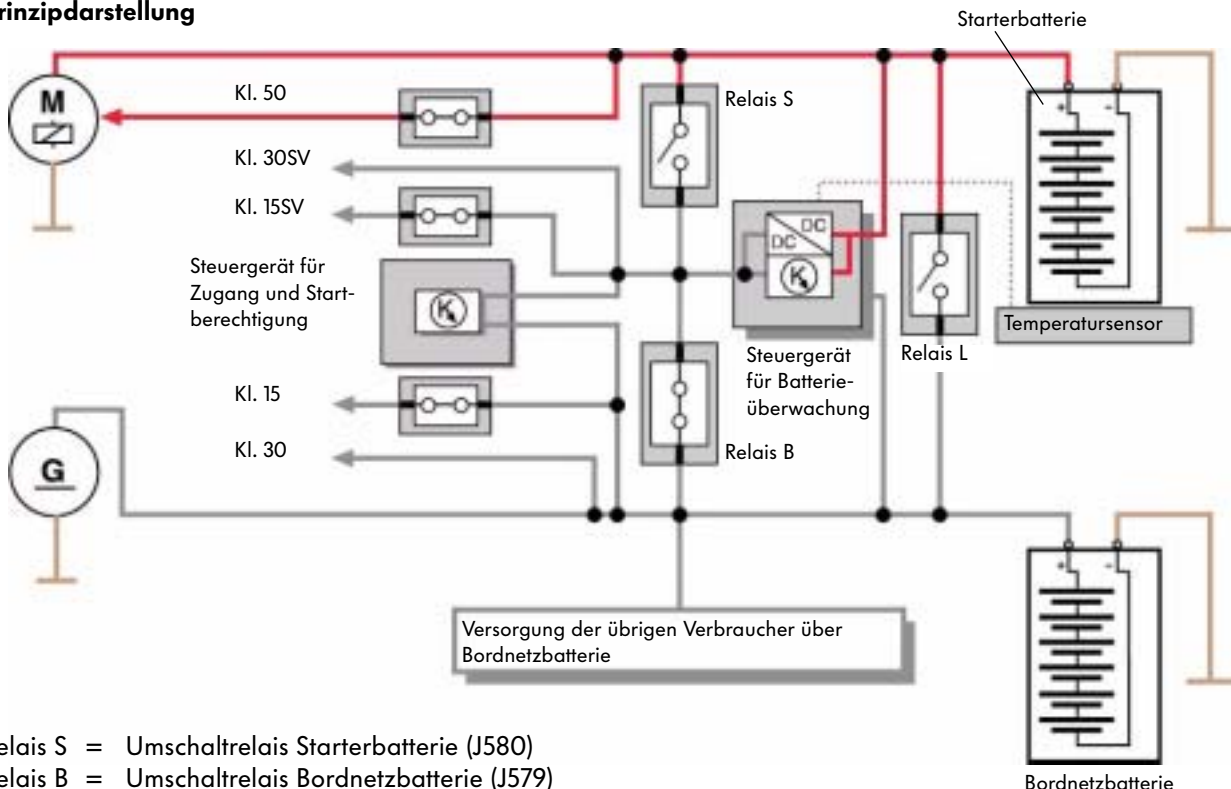 rinzipdarstellung
Starterbatterie
M
Kl. 50
Relais S
+ -
Kl. 30SV
Kl. 15SV
DC
DC
K
Steuergerät für
Zugang und Start-
berechtigung
K
Temperatursensor
Steuergerät
für Batterie-
überwachung
Relais L
Kl. 15
Kl. 30
Relais B
G
+ -
Versorgung der übrigen Verbraucher über
Bordnetzbatterie
elais S = Umschaltrelais Starterbatterie (J580)
elais B = Umschaltrelais Bordnetzbatterie (J579)
Bordnetzbatterie